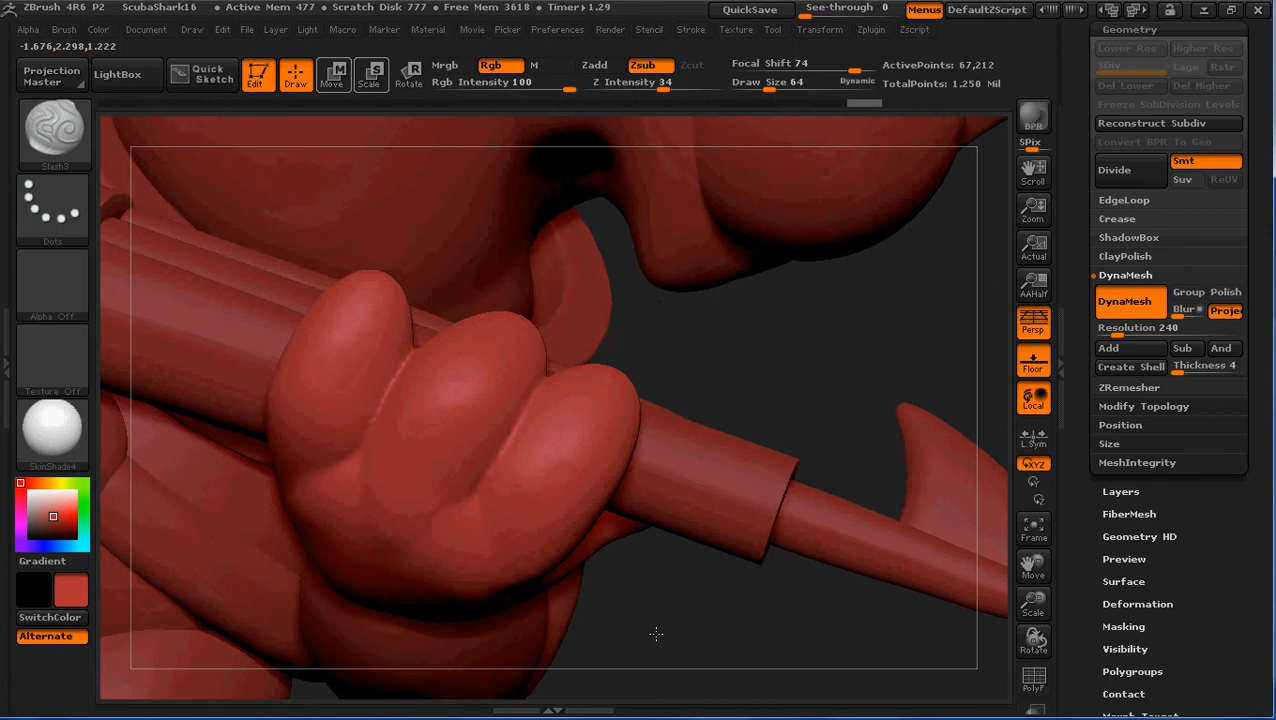 ZBrush 4R6 P2 ScubaShark16 • Active Mem 477 • Scratch Disk 777 • Free Mem 3618 • Timer▸1.29 QuickSave See-through 0 Menus DefaultZScript
Alpha Brush Color Document Draw Edit File Layer Light Macro Marker Material Movie Picker Preferences Render Stencil Stroke Texture Tool Transform Zplugin Zscript
-1.676,2.298,1.222
Projection Master
LightBox
Quick Sketch
Edit
Draw
Move
Scale
Rotate
Mrgb Rgb M
Rgb Intensity 100
Zadd Zsub Zcut
Z Intensity 34
Focal Shift 74
Draw Size 64 Dynamic
ActivePoints: 67,212
TotalPoints: 1.250 Mil
Slash3
Dots
Alpha Off
Texture Off
SkinShade4
Gradient
SwitchColor
Alternate
BPR
SPix
Scroll
Zoom
Actual
AAHalf
Persp
Floor
Local
L.Sym
XYZ
Frame
Move
Scale
Rotate
PolyF
Geometry
Lower Res Higher Res
SDiv Cage Rstr
Del Lower Del Higher
Freeze SubDivision Levels
Reconstruct Subdiv
Convert BPR To Geo
Divide Smt
Suv ReUV
EdgeLoop
Crease
ShadowBox
ClayPolish
DynaMesh
DynaMesh Group Polish
Blur Proje
Resolution 240
Add Sub And
Create Shell Thickness 4
ZRemesher
Modify Topology
Position
Size
MeshIntegrity
Layers
FiberMesh
Geometry HD
Preview
Surface
Deformation
Masking
Visibility
Polygroups
Contact
Morph Target